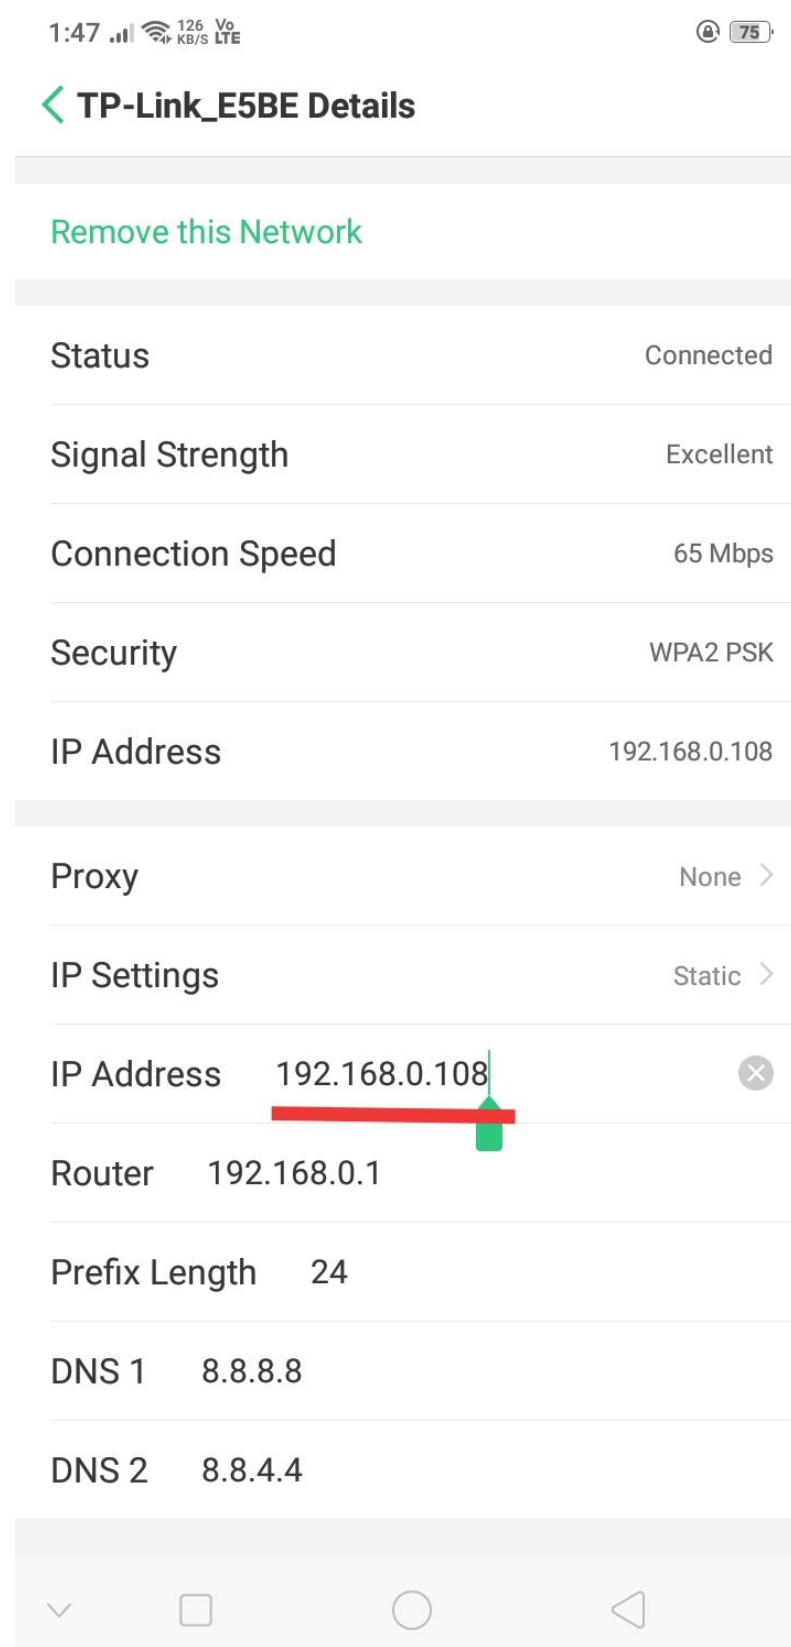 1:47 126 KB/S Vo LTE 75
TP-Link_E5BE Details
Remove this Network
Status Connected
Signal Strength Excellent
Connection Speed 65 Mbps
Security WPA2 PSK
IP Address 192.168.0.108
Proxy None
IP Settings Static
IP Address 192.168.0.108
Router 192.168.0.1
Prefix Length 24
DNS 1 8.8.8.8
DNS 2 8.8.4.4